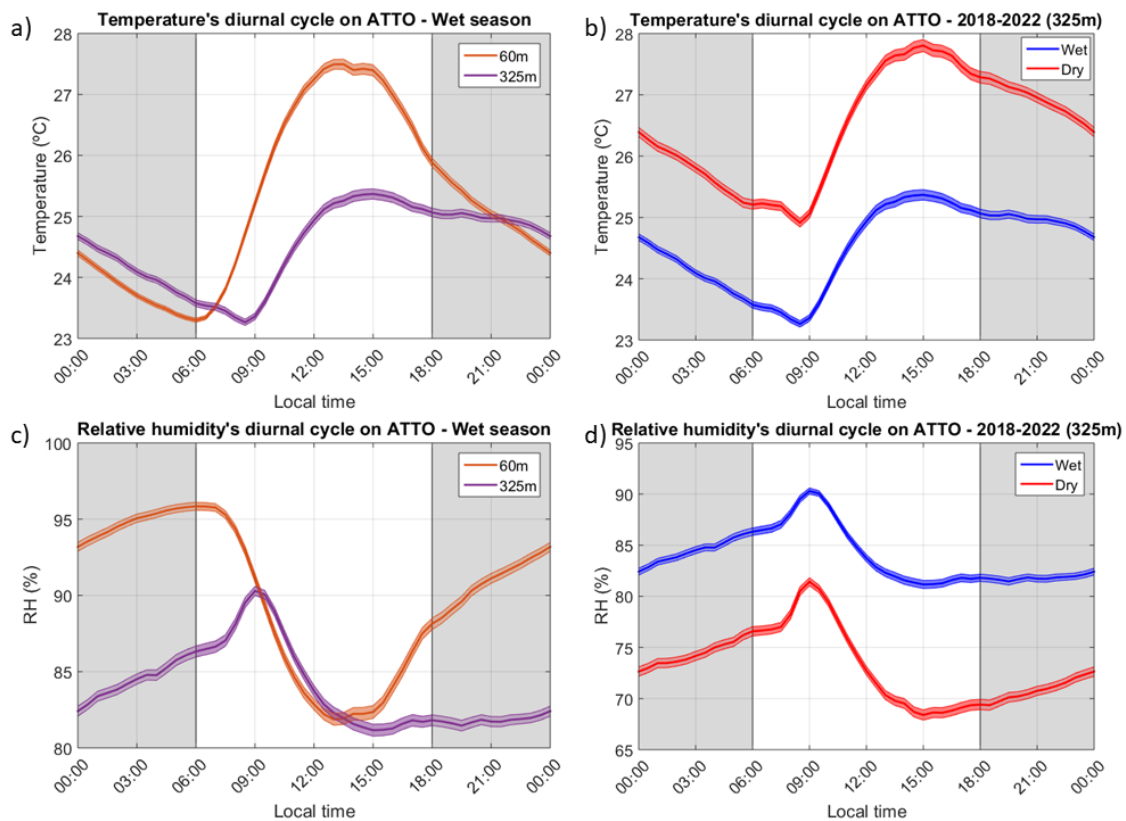 a)
Temperature's diurnal cycle on ATTO - Wet season
28
27
26
25
24
23
Temperature (ºC)
60m
325m
00:00
03:00
06:00
09:00
12:00
15:00
18:00
21:00
00:00
Local time
b)
Temperature's diurnal cycle on ATTO - 2018-2022 (325m)
28
27
26
25
24
23
Temperature (ºC)
Wet
Dry
00:00
03:00
06:00
09:00
12:00
15:00
18:00
21:00
00:00
Local time
c)
Relative humidity's diurnal cycle on ATTO - Wet season
100
95
90
85
80
RH (%)
60m
325m
00:00
03:00
06:00
09:00
12:00
15:00
18:00
21:00
00:00
Local time
d)
Relative humidity's diurnal cycle on ATTO - 2018-2022 (325m)
95
90
85
80
75
70
65
RH (%)
Wet
Dry
00:00
03:00
06:00
09:00
12:00
15:00
18:00
21:00
00:00
Local time